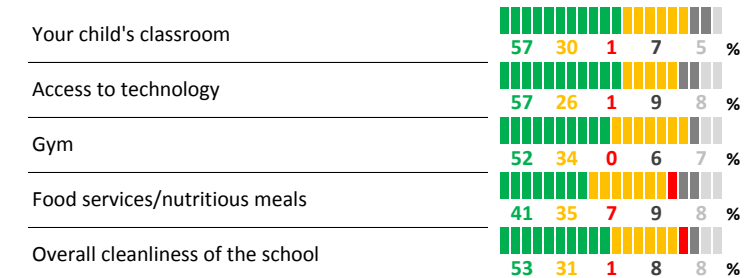 Your child's classroom
57 30 1 7 5 %
Access to technology
57 26 1 9 8 %
Gym
52 34 0 6 7 %
Food services/nutritious meals
41 35 7 9 8 %
Overall cleanliness of the school
53 31 1 8 8 %